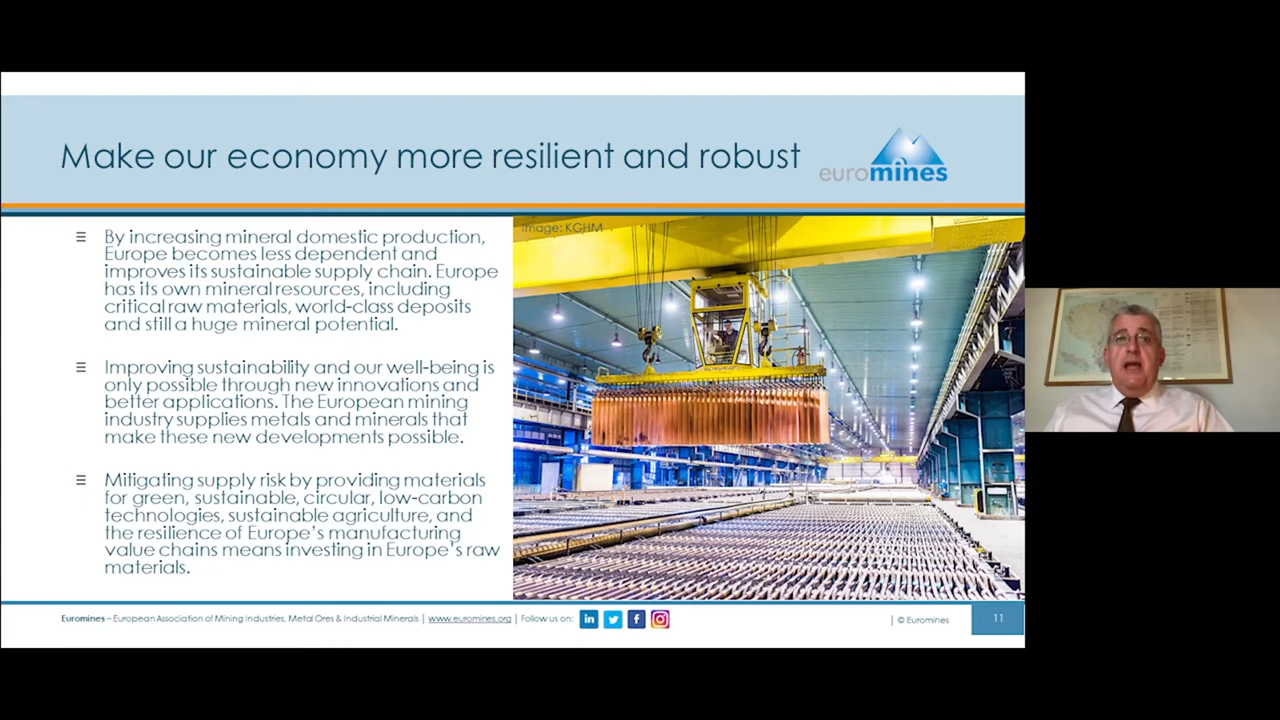 Make our economy more resilient and robust
euromines
By increasing mineral domestic production,
Europe becomes less dependent and
improves its sustainable supply chain. Europe
has its own mineral resources, including
critical raw materials, world-class deposits
and still a huge mineral potential.
Improving sustainability and our well-being is
only possible through new innovations and
better applications. The European mining
industry supplies metals and minerals that
make these new developments possible.
Mitigating supply risk by providing materials
for green, sustainable, circular, low-carbon
technologies, sustainable agriculture, and
the resilience of Europe's manufacturing
value chains means investing in Europe's raw
materials.
Image: KGHM
Euromines – European Association of Mining Industries, Metal Ores & Industrial Minerals | www.euromines.org | Follow us on:
| © Euromines
11